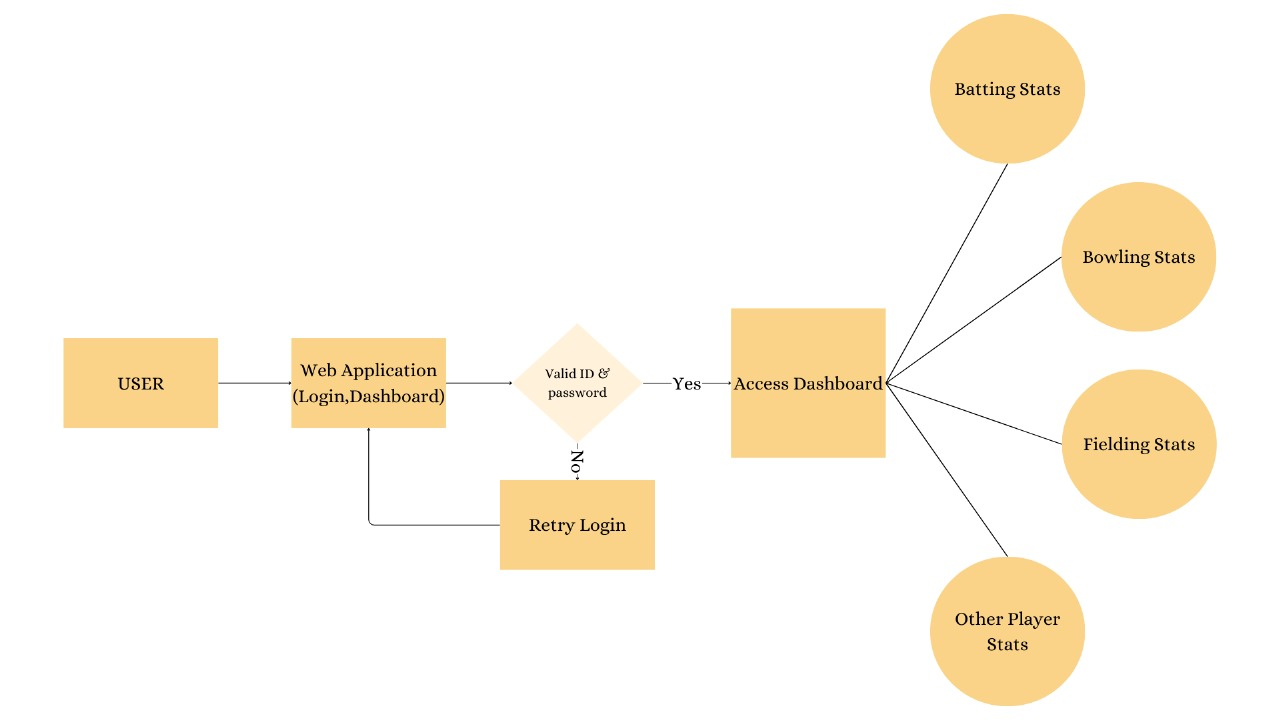 Batting Stats
Bowling Stats
USER
Web Application
(Login,Dashboard)
Valid ID &
password
Yes
Access Dashboard
No
Retry Login
Fielding Stats
Other Player
Stats